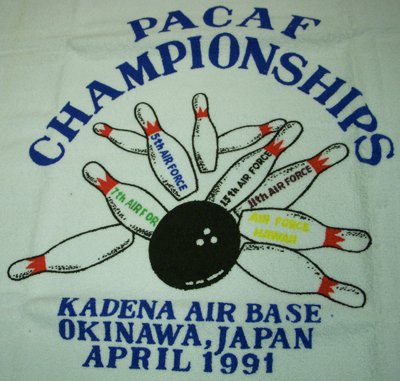 PACAF
CHAMPIONSHIPS
5th AIR FORCE
7th AIR FOR
13th AIR FORCE
11th AIR FORCE
AIR FORCE
HAWAII
KADENA AIR BASE
OKINAWA, JAPAN
APRIL 1991